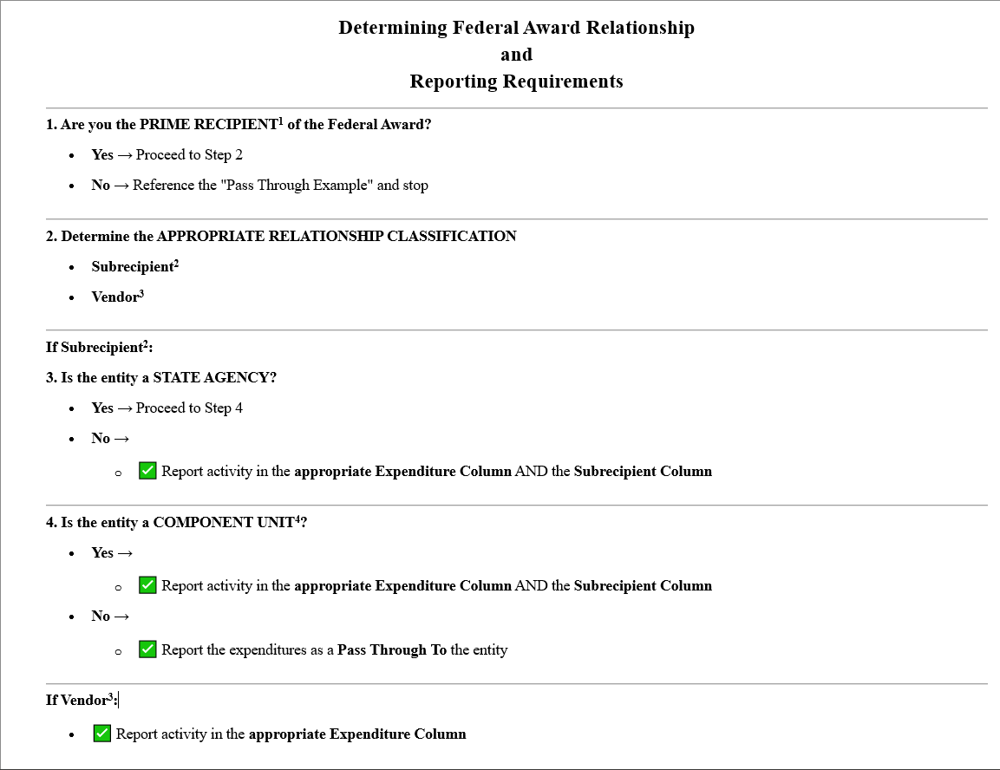 Determining Federal Award Relationship
and
Reporting Requirements
1. Are you the PRIME RECIPIENT¹ of the Federal Award?
• Yes → Proceed to Step 2
• No → Reference the "Pass Through Example" and stop
2. Determine the APPROPRIATE RELATIONSHIP CLASSIFICATION
• Subrecipient²
• Vendor³
If Subrecipient²:
3. Is the entity a STATE AGENCY?
• Yes → Proceed to Step 4
• No →
o ✅ Report activity in the appropriate Expenditure Column AND the Subrecipient Column
4. Is the entity a COMPONENT UNIT⁴?
• Yes →
o ✅ Report activity in the appropriate Expenditure Column AND the Subrecipient Column
• No →
o ✅ Report the expenditures as a Pass Through To the entity
If Vendor³:
• ✅ Report activity in the appropriate Expenditure Column